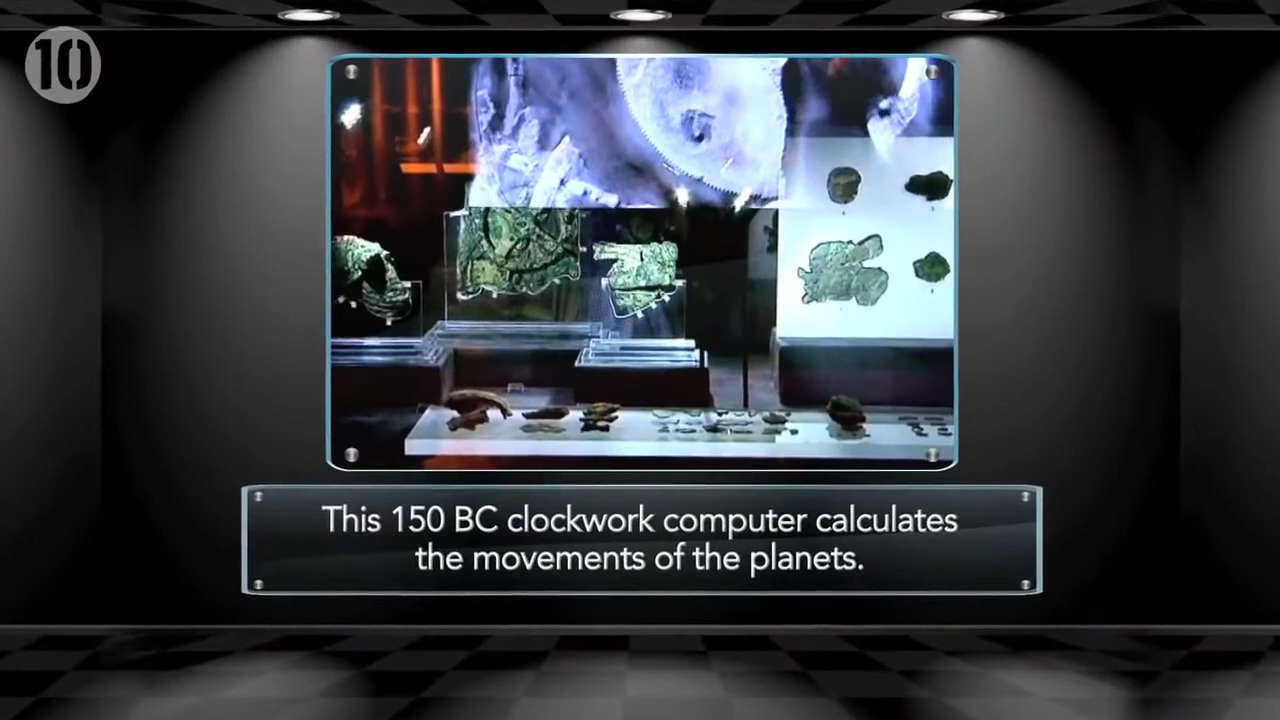 10
This 150 BC clockwork computer calculates
the movements of the planets.